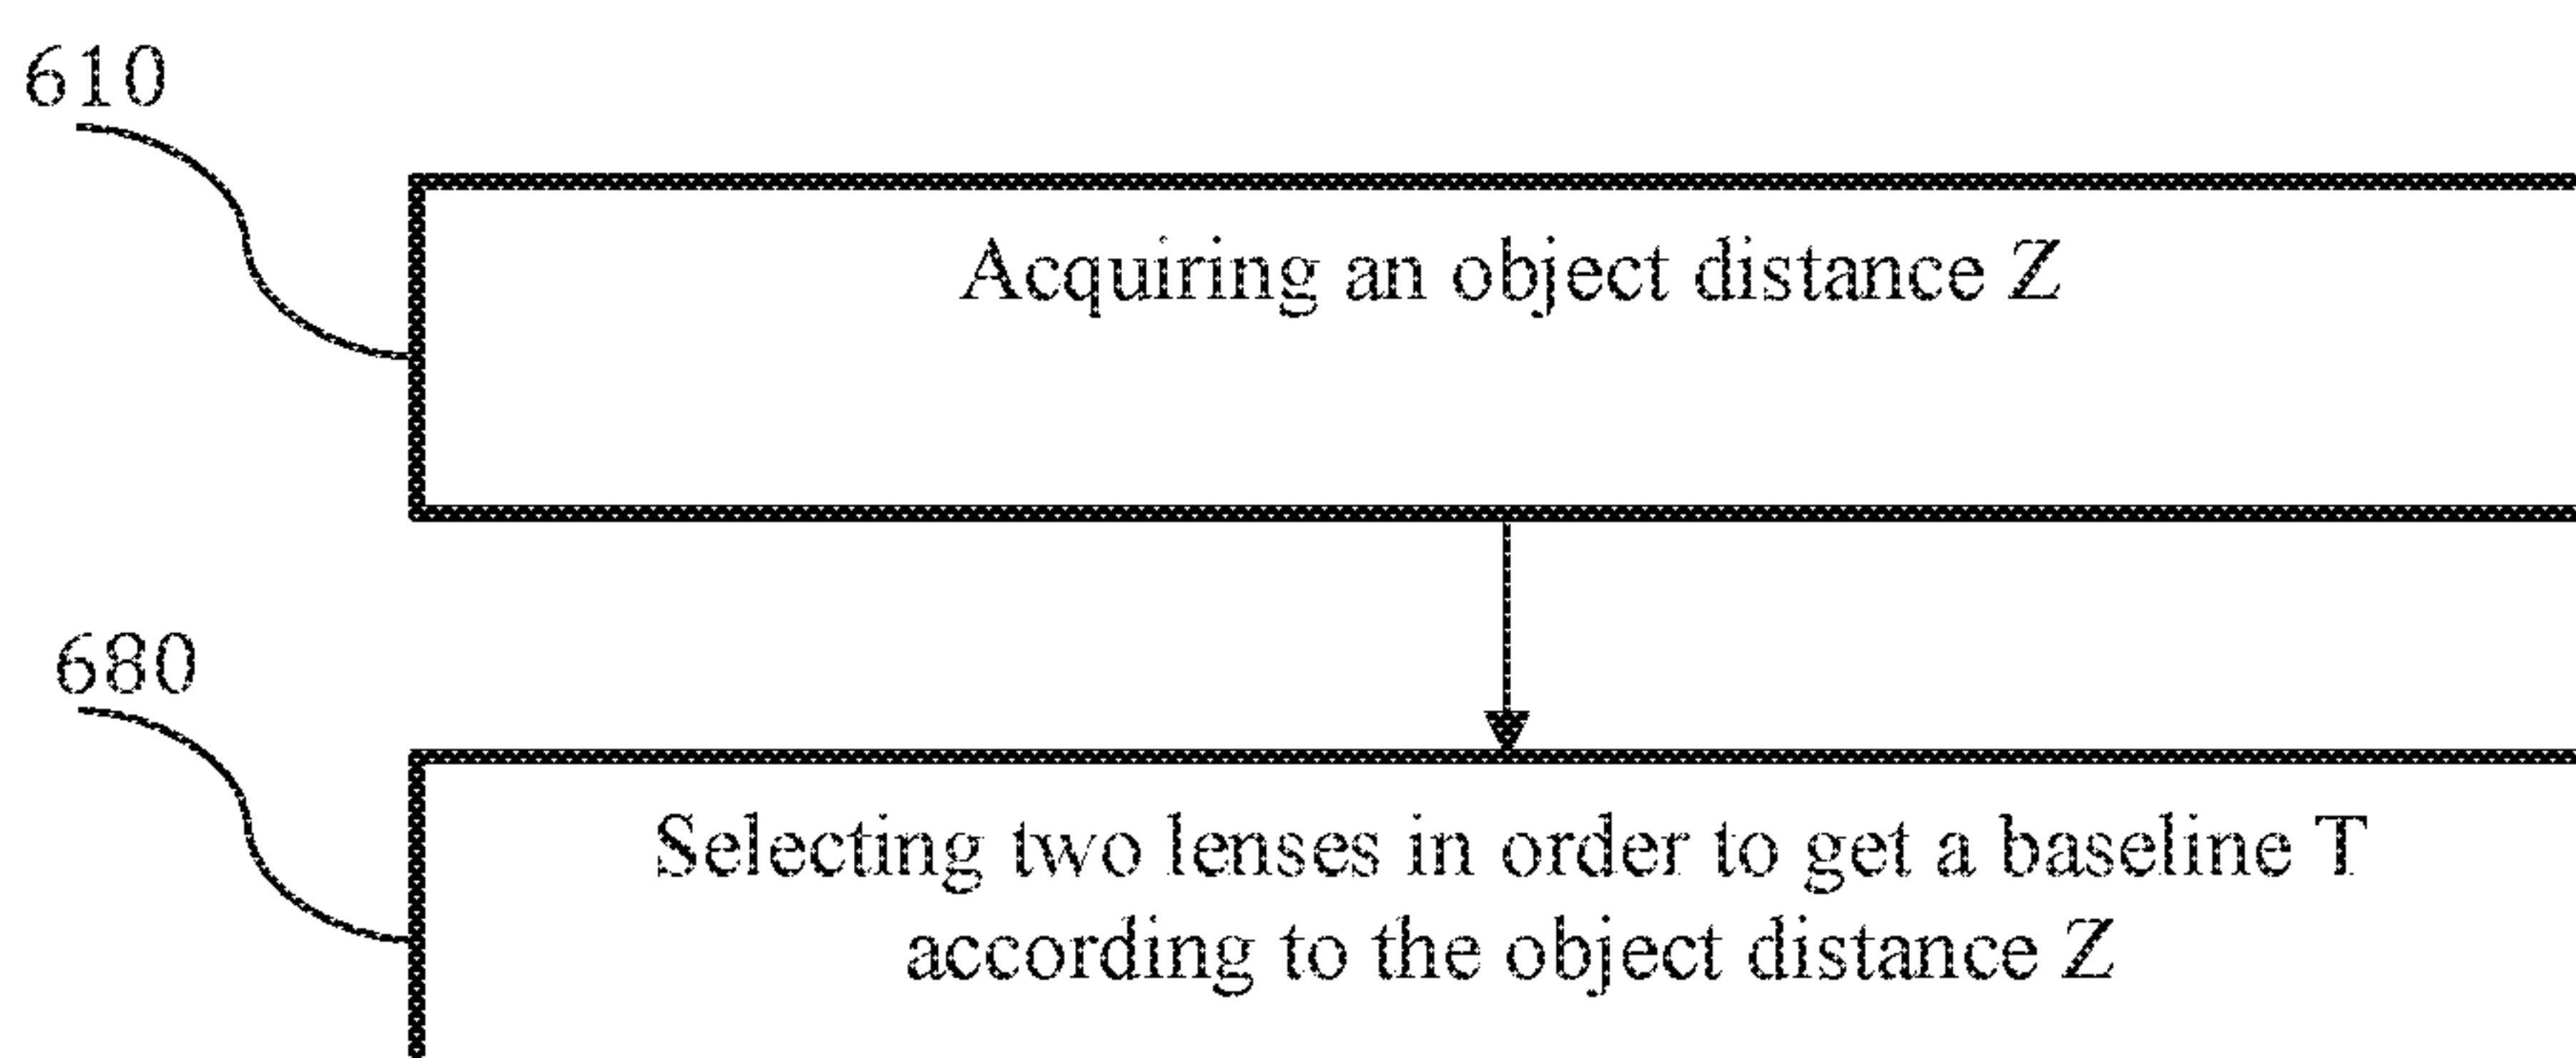 610
Acquiring an object distance Z
680
Selecting two lenses in order to get a baseline T
according to the object distance Z